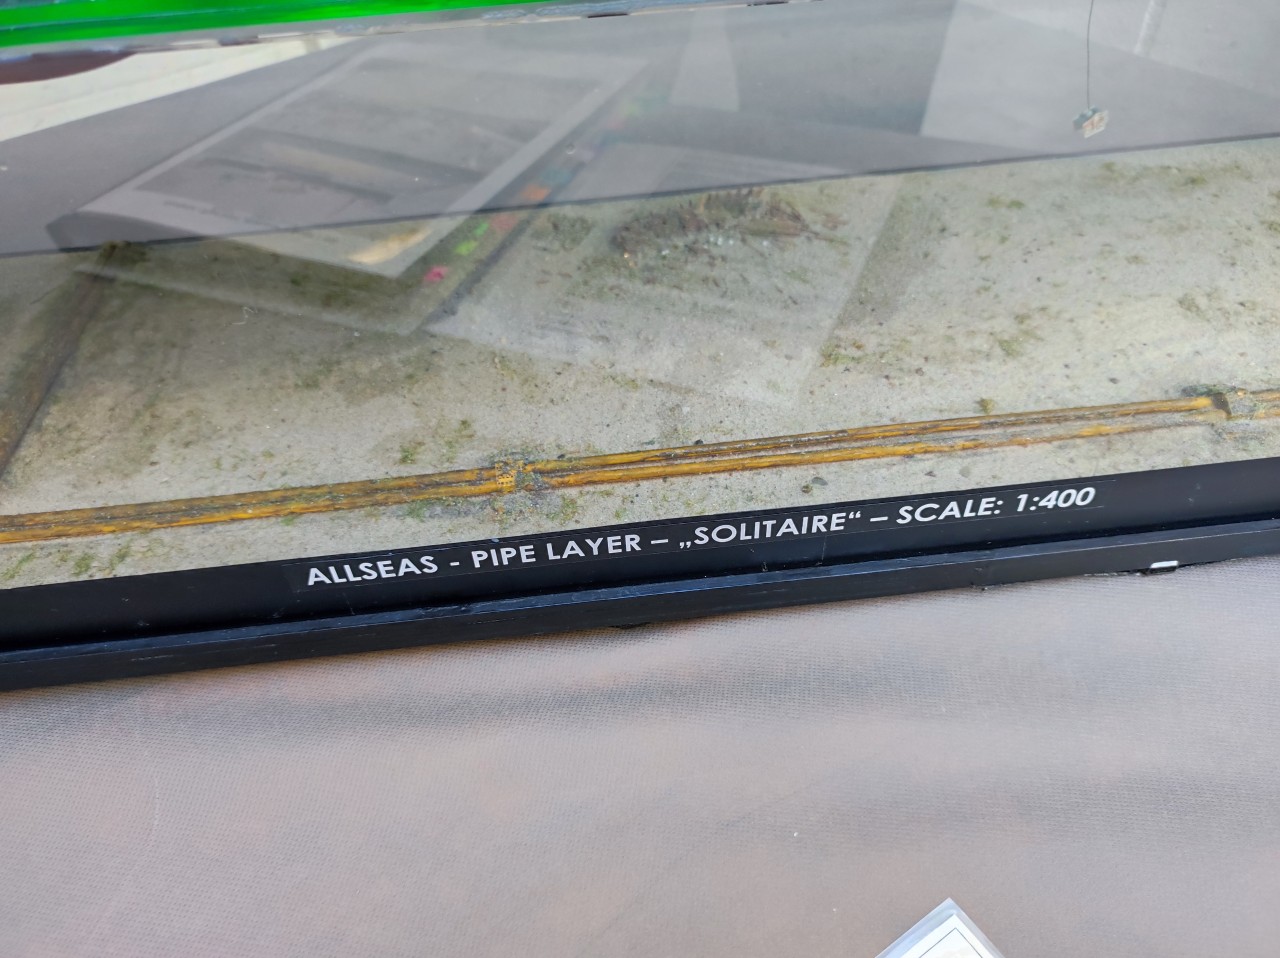 ALLSEAS - PIPE LAYER – „SOLITAIRE“ – SCALE: 1:400